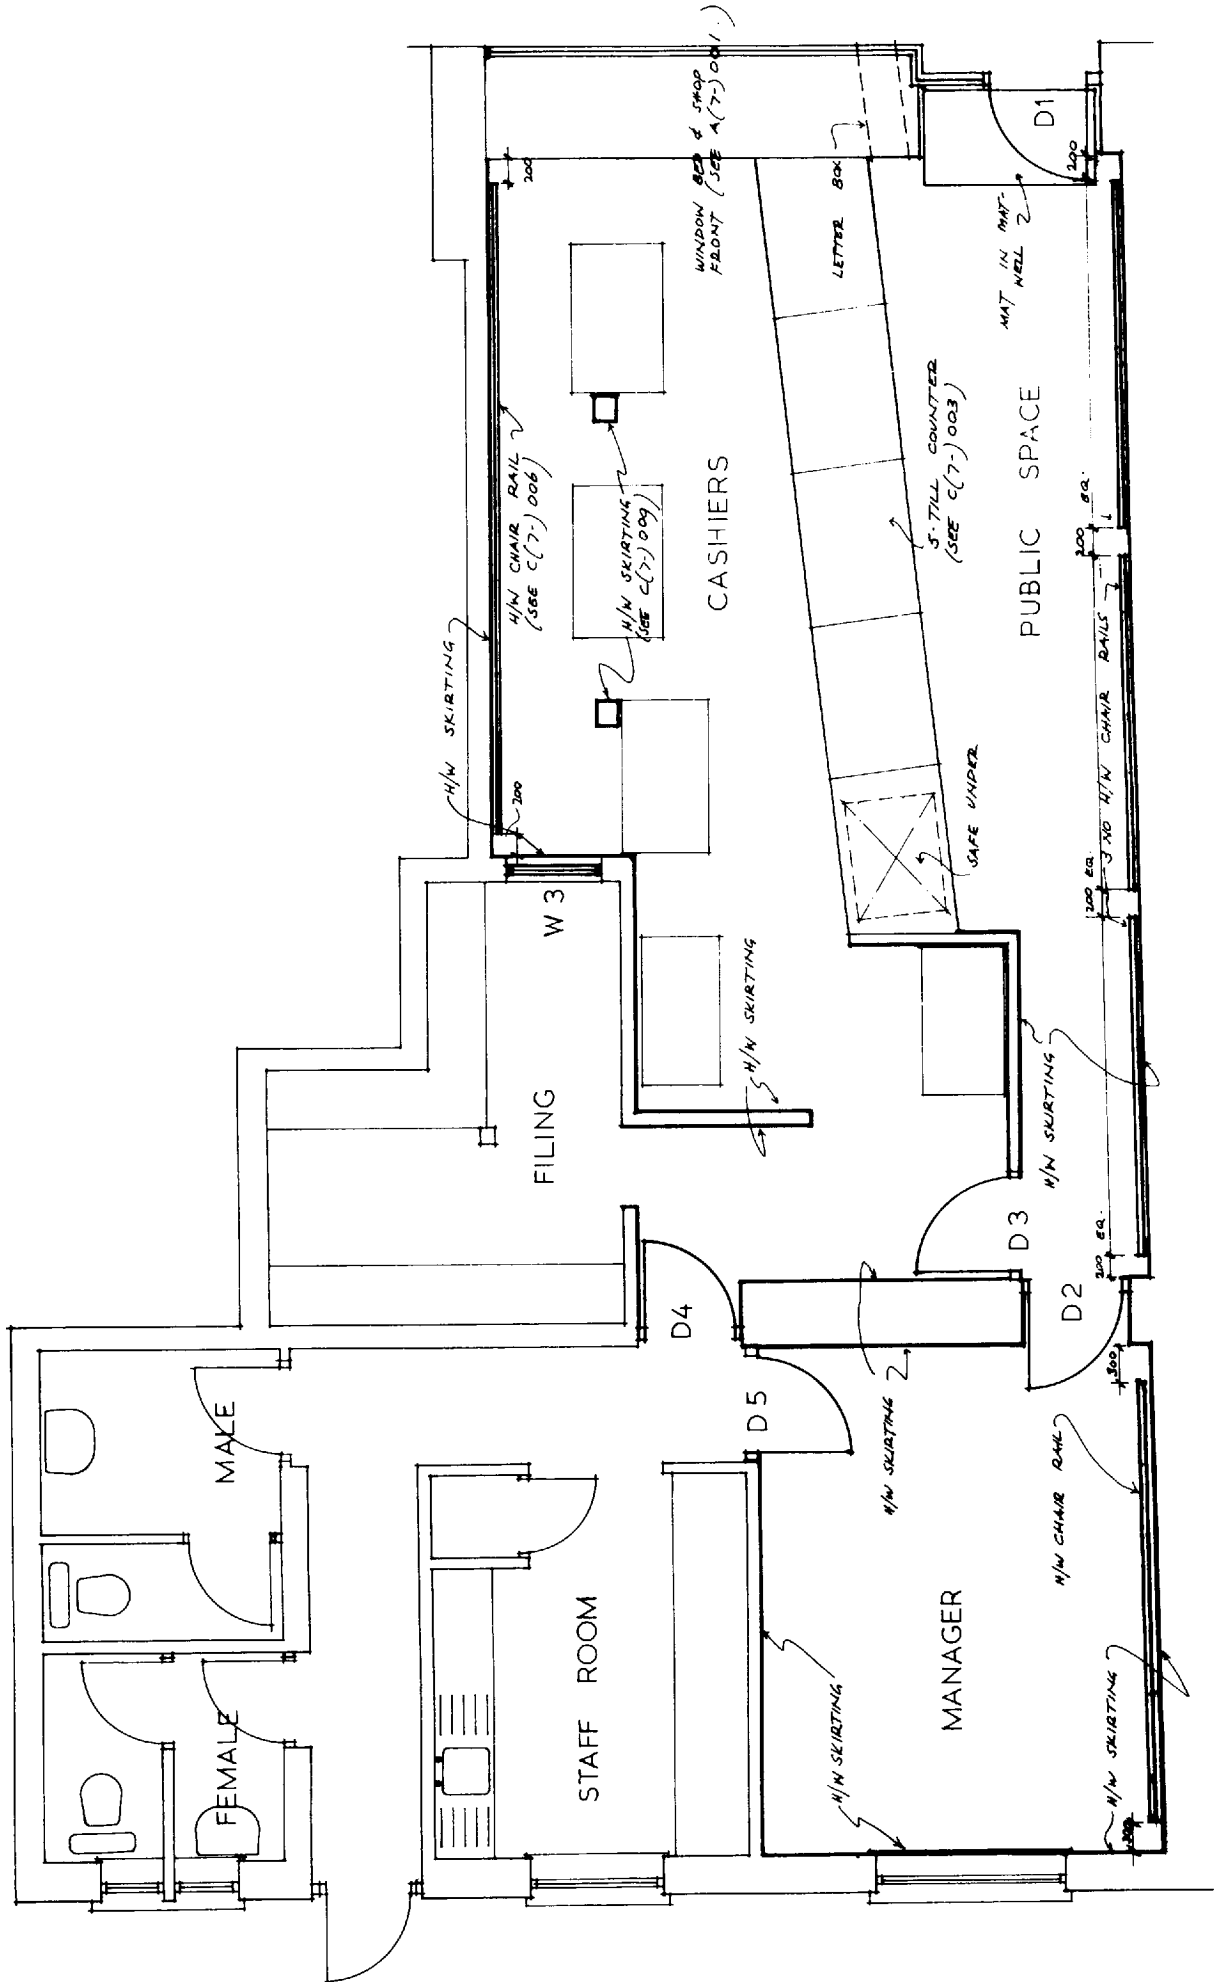 MALE
FEMALE
STAFF ROOM
MANAGER
FILING
CASHIERS
PUBLIC SPACE
W3
D1
D2
D3
D4
D5
WINDOW BED & SHOP
FRONT (SEE A(7-)001.)
LETTER BOX
MAT IN MAT-
WELL
H/W SKIRTING
H/W CHAIR RAIL
(SEE C(7-)006)
H/W SKIRTING
(SEE C(7-)009)
5-TILL COUNTER
(SEE C(7-)003)
SAFE UNDER
H/W SKIRTING
H/W SKIRTING
H/W SKIRTING
H/W SKIRTING
H/W SKIRTING
H/W CHAIR RAIL
3 NO H/W CHAIR RAILS
200
200
200
EQ.
200
EQ.
200
EQ.
200
300
300